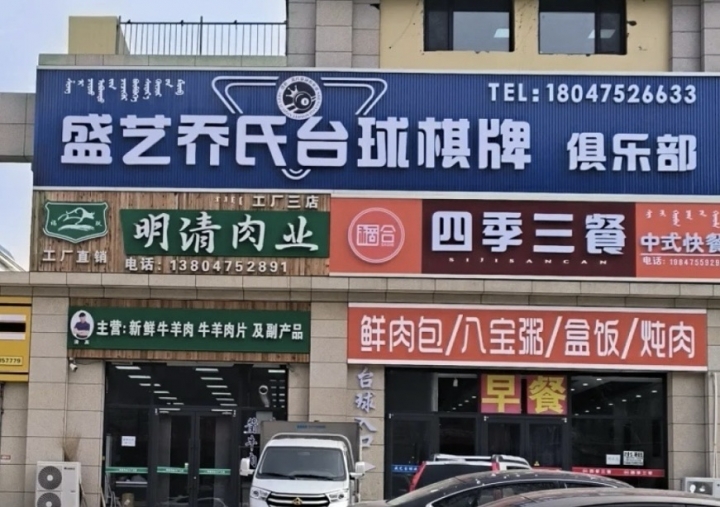 TEL:18047526633
盛艺乔氏台球棋牌 俱乐部
工厂三店
明清肉业
工厂直销
电话:13804752891
四季三餐
SIJISANCAN
中式快餐
主营:新鲜牛羊肉 牛羊肉片 及副产品
鲜肉包/八宝粥/盒饭/炖肉
台球入口
早餐